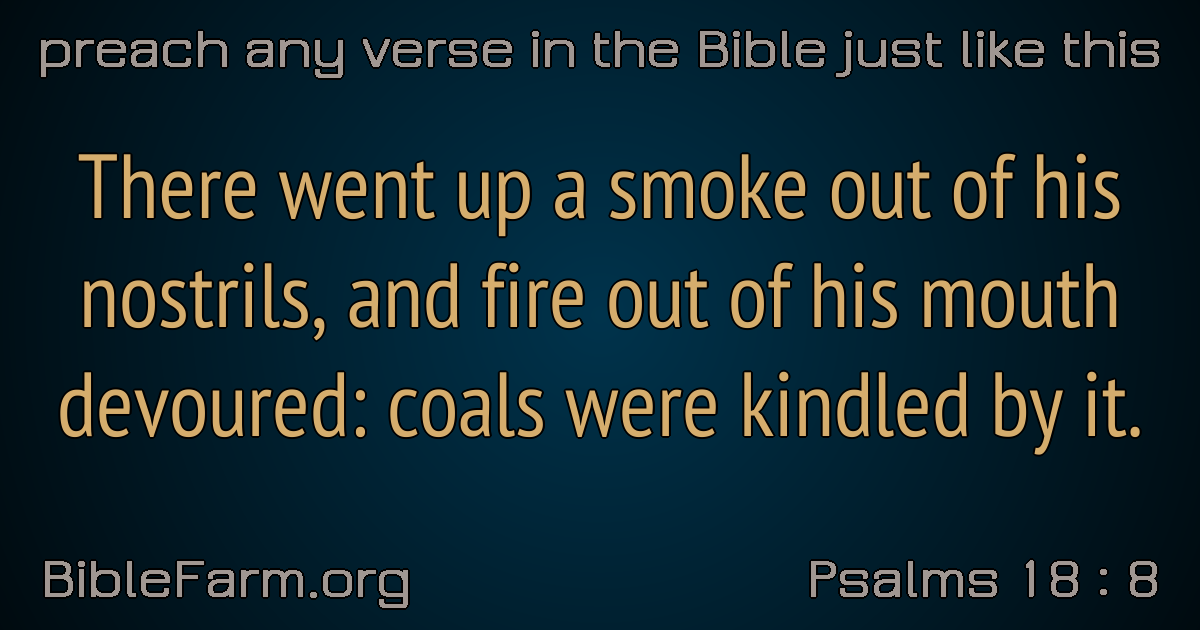 preach any verse in the Bible just like this
There went up a smoke out of his
nostrils, and fire out of his mouth
devoured: coals were kindled by it.
BibleFarm.org
Psalms 18 : 8